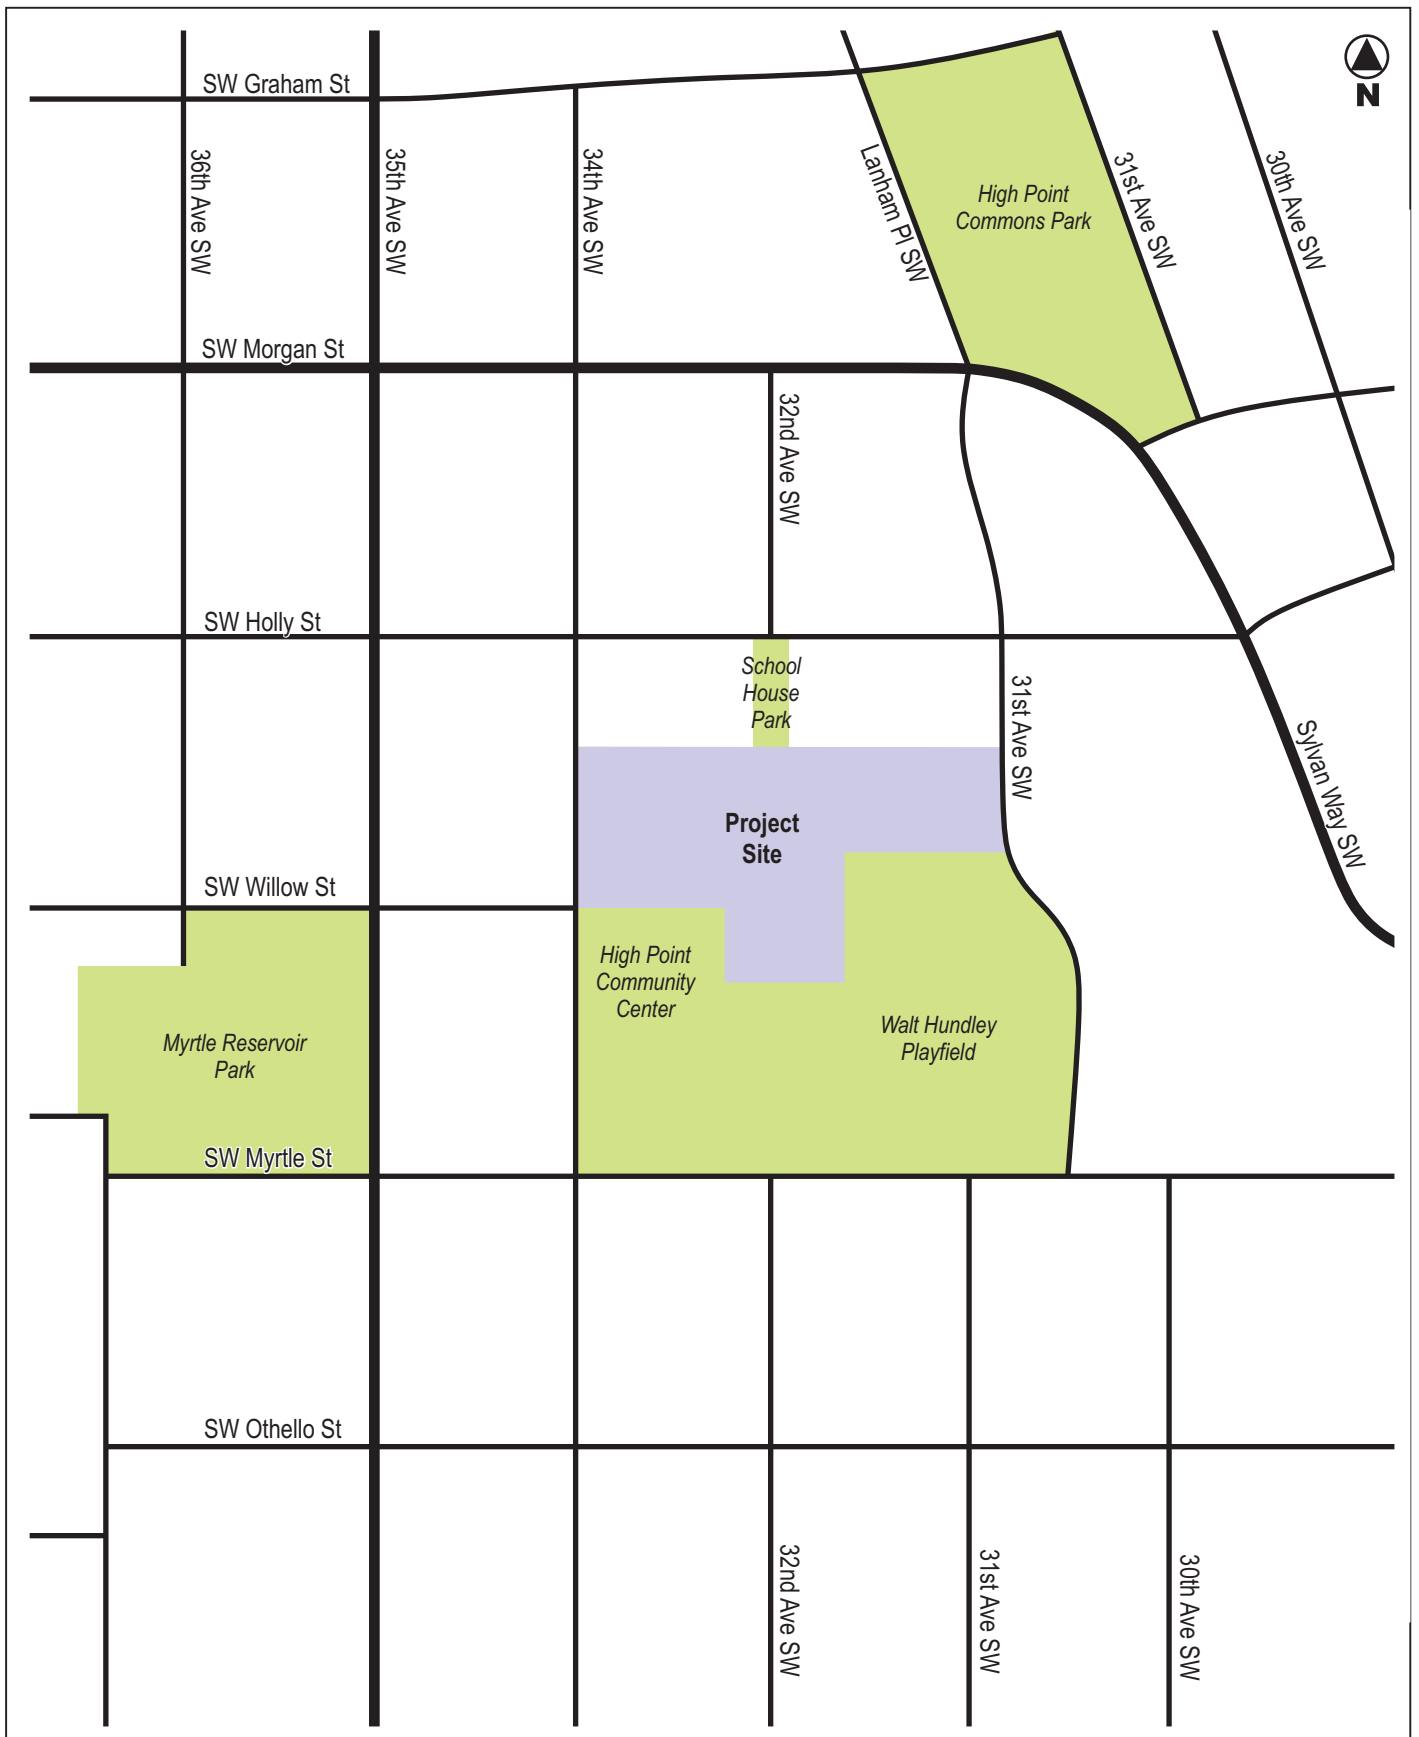 SW Graham St
N
36th Ave SW
35th Ave SW
34th Ave SW
Lanham Pl SW
High Point
Commons Park
31st Ave SW
30th Ave SW
SW Morgan St
32nd Ave SW
SW Holly St
School
House
Park
31st Ave SW
Sylvan Way SW
Project
Site
SW Willow St
High Point
Community
Center
Walt Hundley
Playfield
Myrtle Reservoir
Park
SW Myrtle St
SW Othello St
32nd Ave SW
31st Ave SW
30th Ave SW